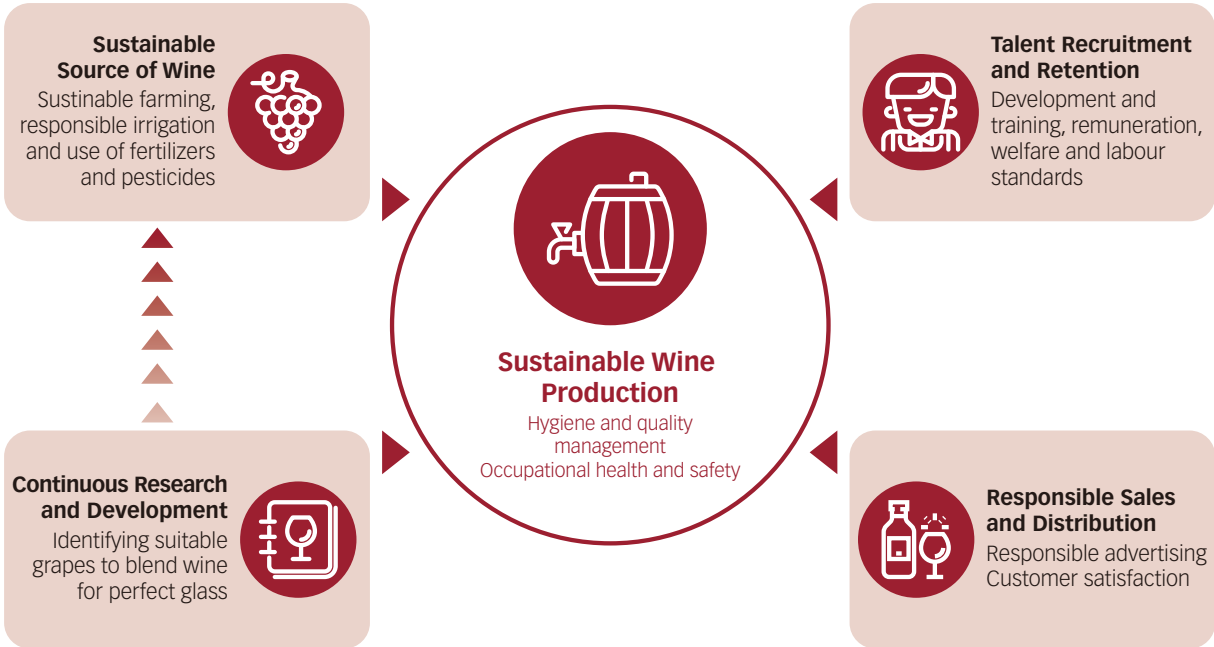 Sustainable
Source of Wine
Sustinable farming,
responsible irrigation
and use of fertilizers
and pesticides
Talent Recruitment
and Retention
Development and
training, remuneration,
welfare and labour
standards
Sustainable Wine
Production
Hygiene and quality
management
Occupational health and safety
Continuous Research
and Development
Identifying suitable
grapes to blend wine
for perfect glass
Responsible Sales
and Distribution
Responsible advertising
Customer satisfaction